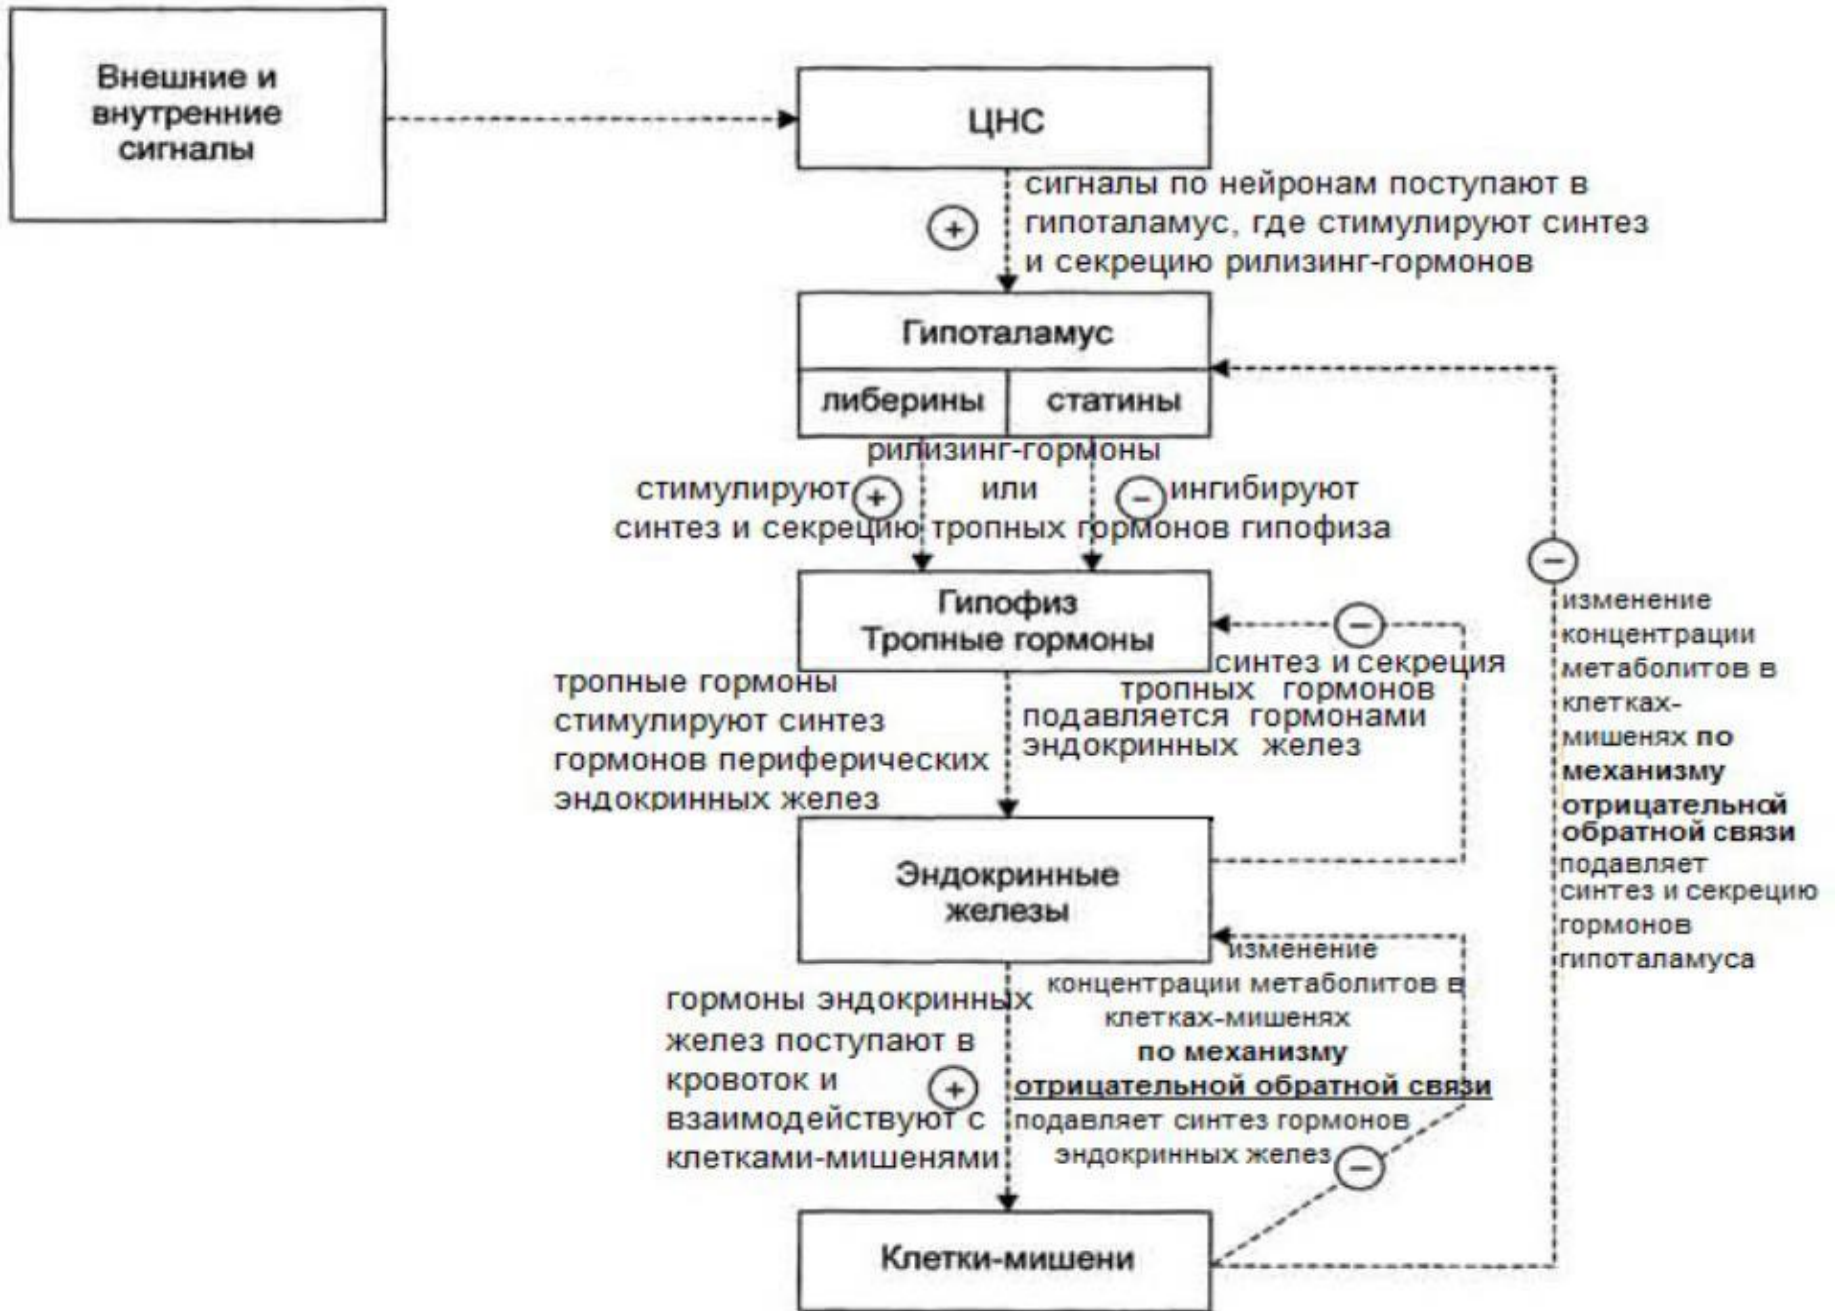 Внешние и
внутренние
сигналы
ЦНС
сигналы по нейронам поступают в
гипоталамус, где стимулируют синтез
и секрецию рилизинг-гормонов
+
Гипоталамус
либерины
статины
рилизинг-гормоны
стимулируют + или − ингибируют
синтез и секрецию тропных гормонов гипофиза
Гипофиз
Тропные гормоны
−
синтез и секреция
тропных гормонов
подавляется гормонами
эндокринных желез
тропные гормоны
стимулируют синтез
гормонов периферических
эндокринных желез
−
изменение
концентрации
метаболитов в
клетках-
мишенях по
механизму
отрицательной
обратной связи
подавляет
синтез и секрецию
гормонов
гипоталамуса
Эндокринные
железы
гормоны эндокринных
желез поступают в
кровоток и
взаимодействуют с
клетками-мишенями
+
изменение
концентрации метаболитов в
клетках-мишенях
по механизму
отрицательной обратной связи
подавляет синтез гормонов
эндокринных желез
−
Клетки-мишени